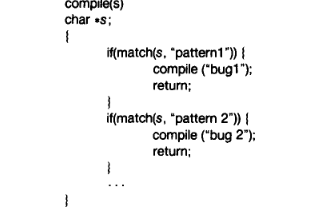 compile(s)
char *s;
{
if(match(s, "pattern1")) {
compile ("bug1");
return;
}
if(match(s, "pattern 2")) {
compile ("bug 2");
return;
}
...
}